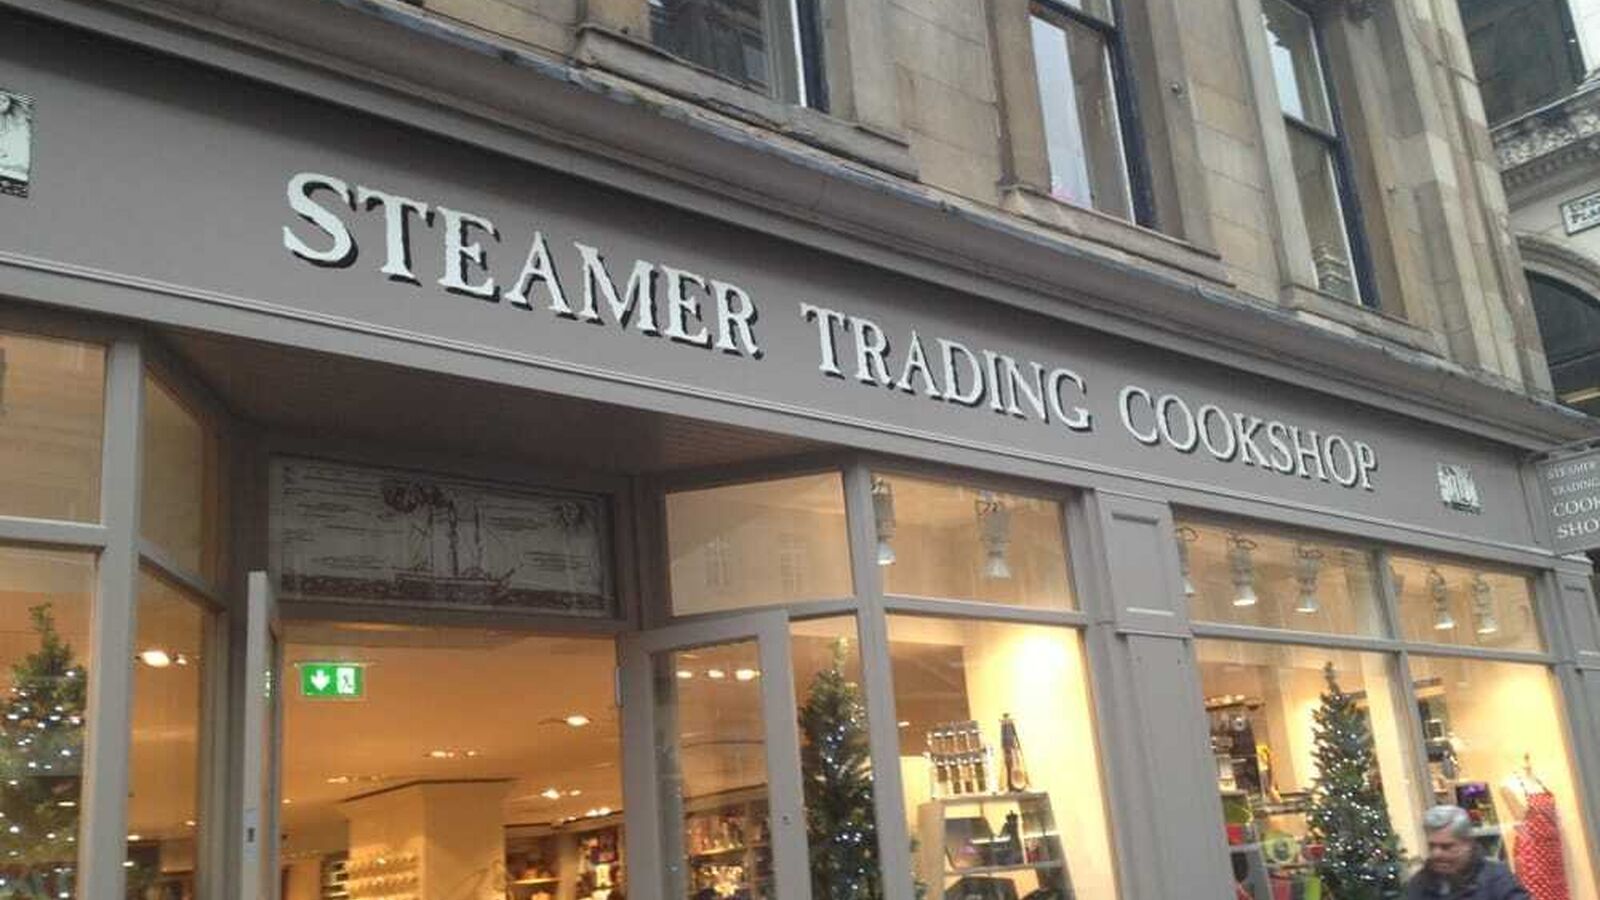 STEAMER TRADING COOKSHOP
STEAMER
TRADING
COOK
SHO